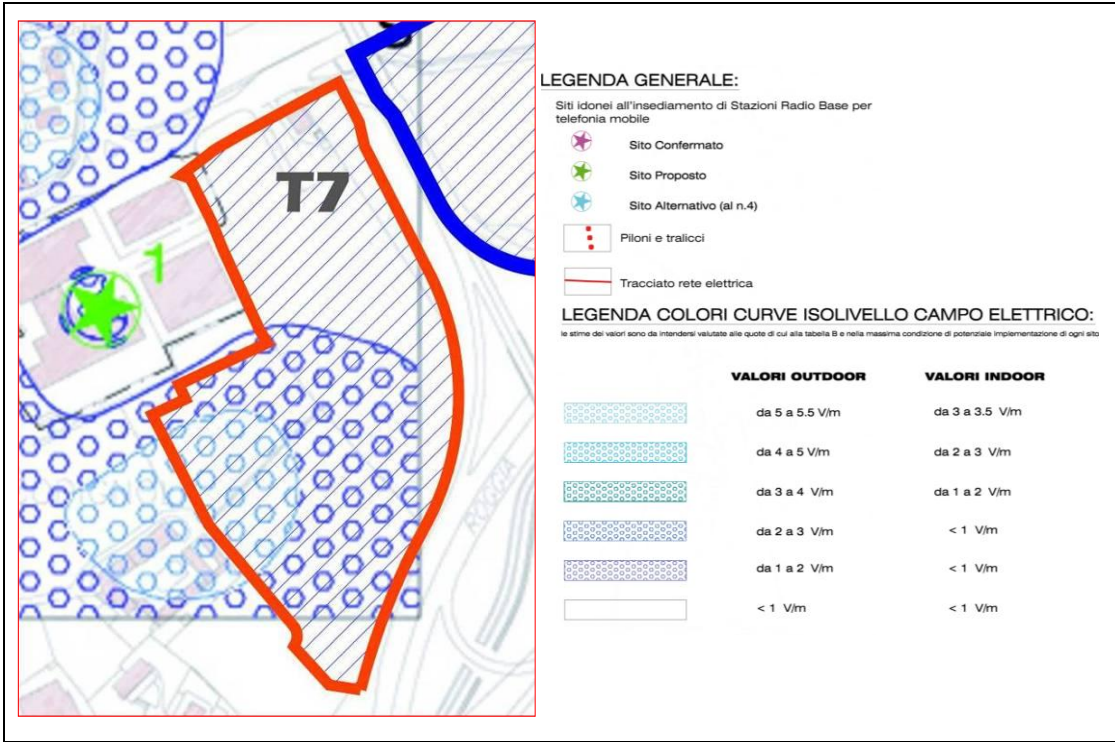 T7
1
ROGGIA
LEGENDA GENERALE:
Siti idonei all'insediamento di Stazioni Radio Base per
telefonia mobile
Sito Confermato
Sito Proposto
Sito Alternativo (al n.4)
Piloni e tralicci
Tracciato rete elettrica
LEGENDA COLORI CURVE ISOLIVELLO CAMPO ELETTRICO:
le stime dei valori sono da intendersi valutate alle quote di cui alla tabella B e nella massima condizione di potenziale implementazione di ogni sito
VALORI OUTDOOR VALORI INDOOR
da 5 a 5.5 V/m da 3 a 3.5 V/m
da 4 a 5 V/m da 2 a 3 V/m
da 3 a 4 V/m da 1 a 2 V/m
da 2 a 3 V/m < 1 V/m
da 1 a 2 V/m < 1 V/m
< 1 V/m < 1 V/m